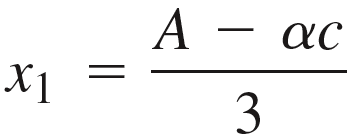 x₁ = (A − αc) / 3